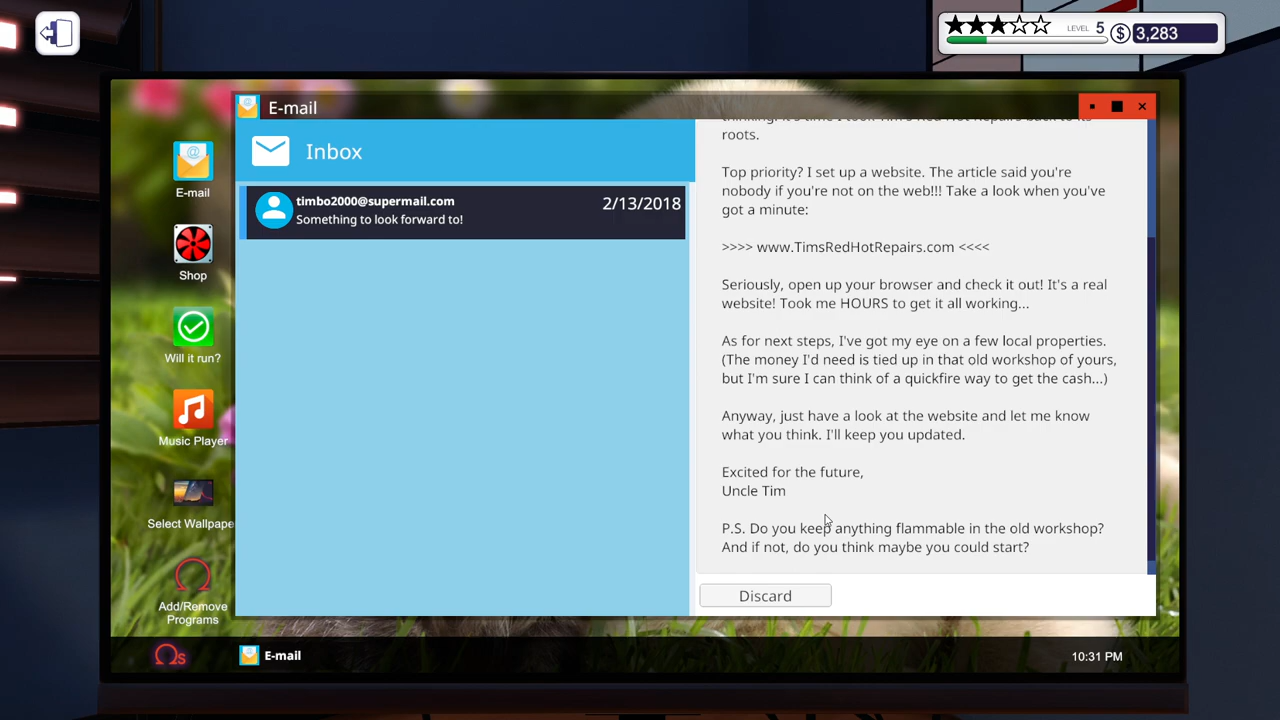 LEVEL 5 $ 3,283
E-mail
Inbox
timbo2000@supermail.com 2/13/2018
Something to look forward to!
roots.
Top priority? I set up a website. The article said you're
nobody if you're not on the web!!! Take a look when you've
got a minute:
>>>> www.TimsRedHotRepairs.com <<<<
Seriously, open up your browser and check it out! It's a real
website! Took me HOURS to get it all working...
As for next steps, I've got my eye on a few local properties.
(The money I'd need is tied up in that old workshop of yours,
but I'm sure I can think of a quickfire way to get the cash...)
Anyway, just have a look at the website and let me know
what you think. I'll keep you updated.
Excited for the future,
Uncle Tim
P.S. Do you keep anything flammable in the old workshop?
And if not, do you think maybe you could start?
Discard
E-mail
Shop
Will it run?
Music Player
Select Wallpape
Add/Remove
Programs
Ωs
E-mail
10:31 PM